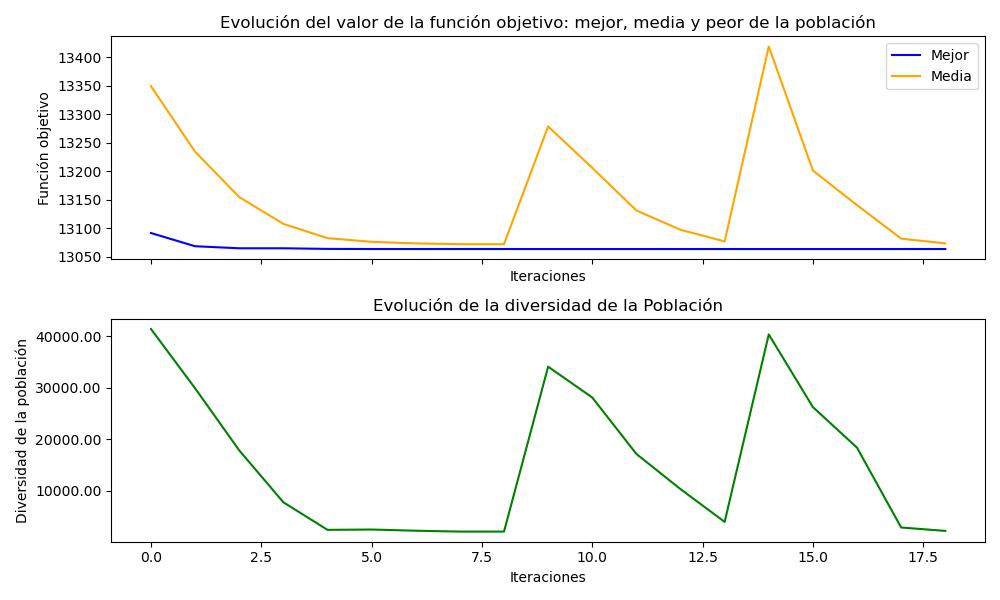 Evolución del valor de la función objetivo: mejor, media y peor de la población
13400
13350
13300
13250
13200
13150
13100
13050
Función objetivo
Mejor
Media
Iteraciones
Evolución de la diversidad de la Población
40000.00
30000.00
20000.00
10000.00
Diversidad de la población
0.0 2.5 5.0 7.5 10.0 12.5 15.0 17.5
Iteraciones